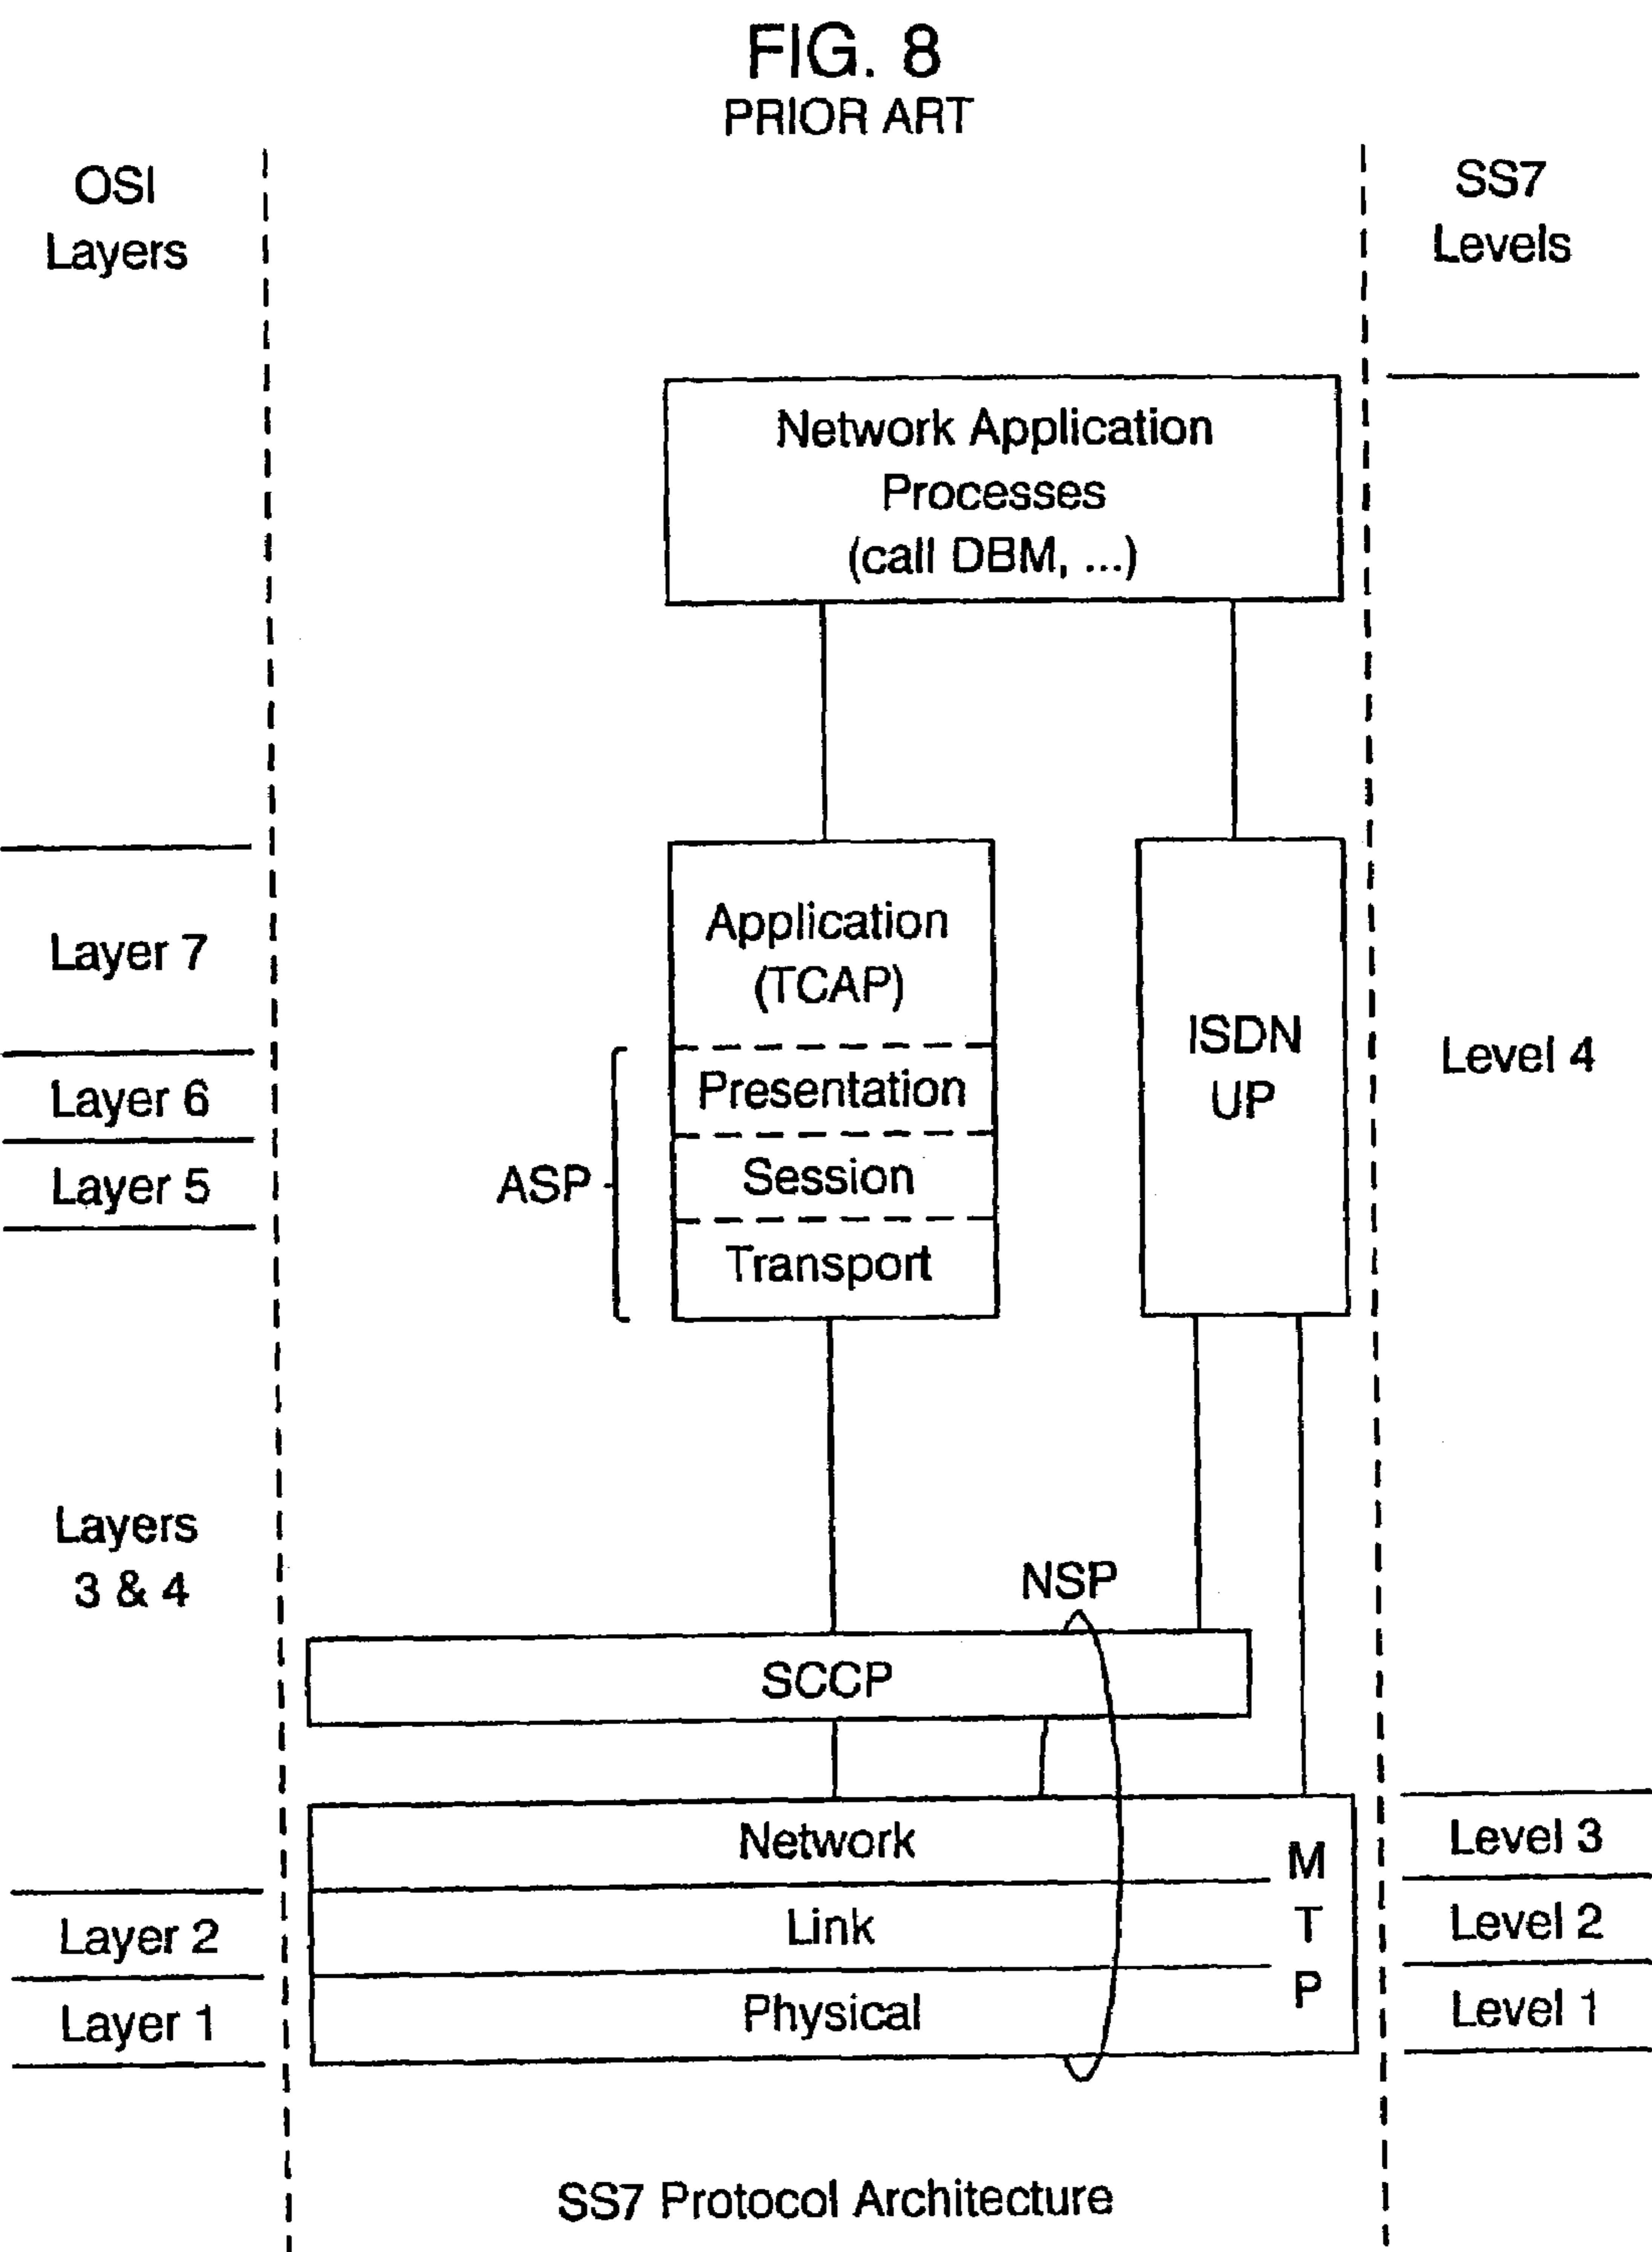 FIG. 8
PRIOR ART
OSI
Layers
SS7
Levels
Network Application
Processes
(call DBM, ...)
Layer 7
Layer 6
Layer 5
Layers
3 & 4
Layer 2
Layer 1
Application
(TCAP)
Presentation
Session
Transport
ASP
ISDN
UP
NSP
SCCP
Network
Link
Physical
M
T
P
Level 4
Level 3
Level 2
Level 1
SS7 Protocol Architecture